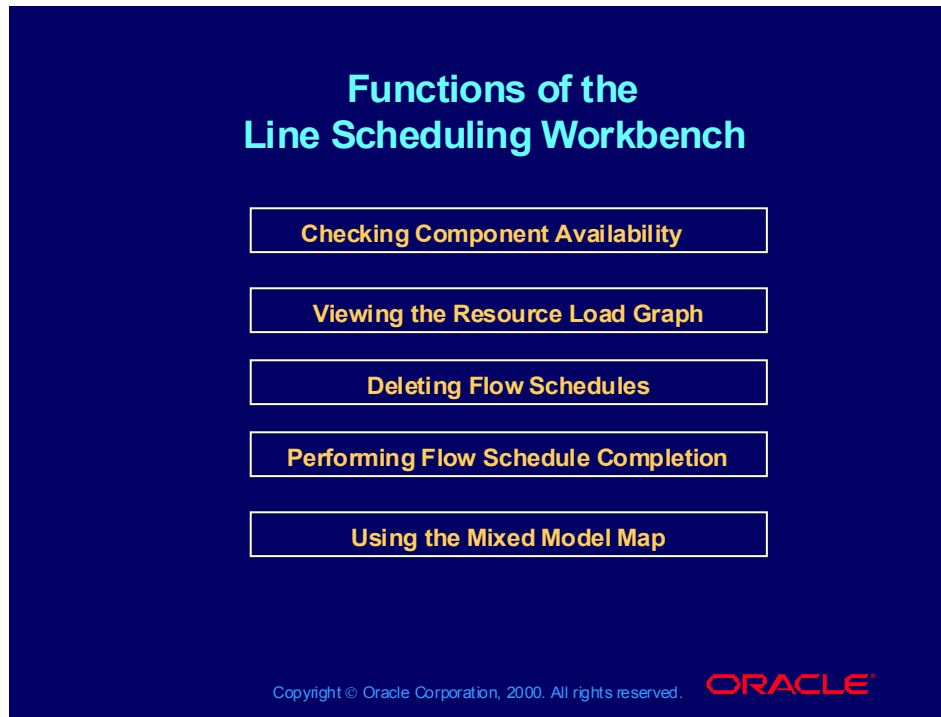 Functions of the
Line Scheduling Workbench
Checking Component Availability
Viewing the Resource Load Graph
Deleting Flow Schedules
Performing Flow Schedule Completion
Using the Mixed Model Map
Copyright © Oracle Corporation, 2000. All rights reserved.
ORACLE®